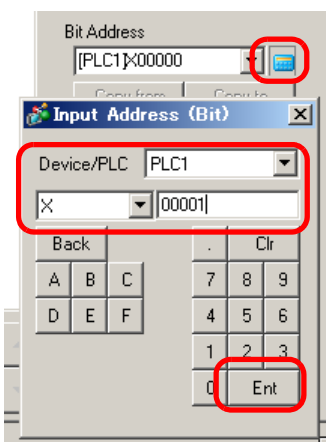 Bit Address
[PLC1]X00000
Copy from Copy to
Input Address (Bit) X
Device/PLC PLC1
X 00001
Back . Clr
A B C 7 8 9
D E F 4 5 6
1 2 3
0 Ent